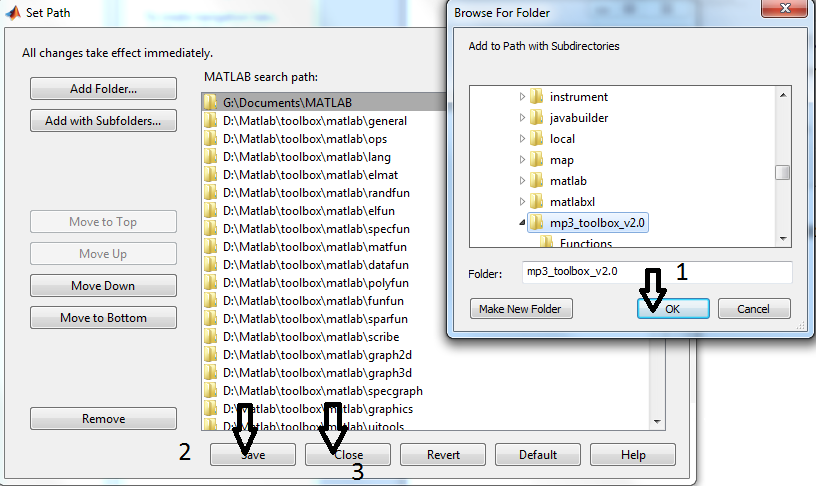 Set Path
All changes take effect immediately.
Add Folder...
Add with Subfolders...
Move to Top
Move Up
Move Down
Move to Bottom
Remove
MATLAB search path:
G:\Documents\MATLAB
D:\Matlab\toolbox\matlab\general
D:\Matlab\toolbox\matlab\ops
D:\Matlab\toolbox\matlab\lang
D:\Matlab\toolbox\matlab\elmat
D:\Matlab\toolbox\matlab\randfun
D:\Matlab\toolbox\matlab\elfun
D:\Matlab\toolbox\matlab\specfun
D:\Matlab\toolbox\matlab\matfun
D:\Matlab\toolbox\matlab\datafun
D:\Matlab\toolbox\matlab\polyfun
D:\Matlab\toolbox\matlab\funfun
D:\Matlab\toolbox\matlab\sparfun
D:\Matlab\toolbox\matlab\scribe
D:\Matlab\toolbox\matlab\graph2d
D:\Matlab\toolbox\matlab\graph3d
D:\Matlab\toolbox\matlab\specgraph
D:\Matlab\toolbox\matlab\graphics
D:\Matlab\toolbox\matlab\uitools
2 Save Close Revert Default Help
3
Browse For Folder
Add to Path with Subdirectories
instrument
javabuilder
local
map
matlab
matlabxl
mp3_toolbox_v2.0
Functions
Folder: mp3_toolbox_v2.0 1
Make New Folder OK Cancel